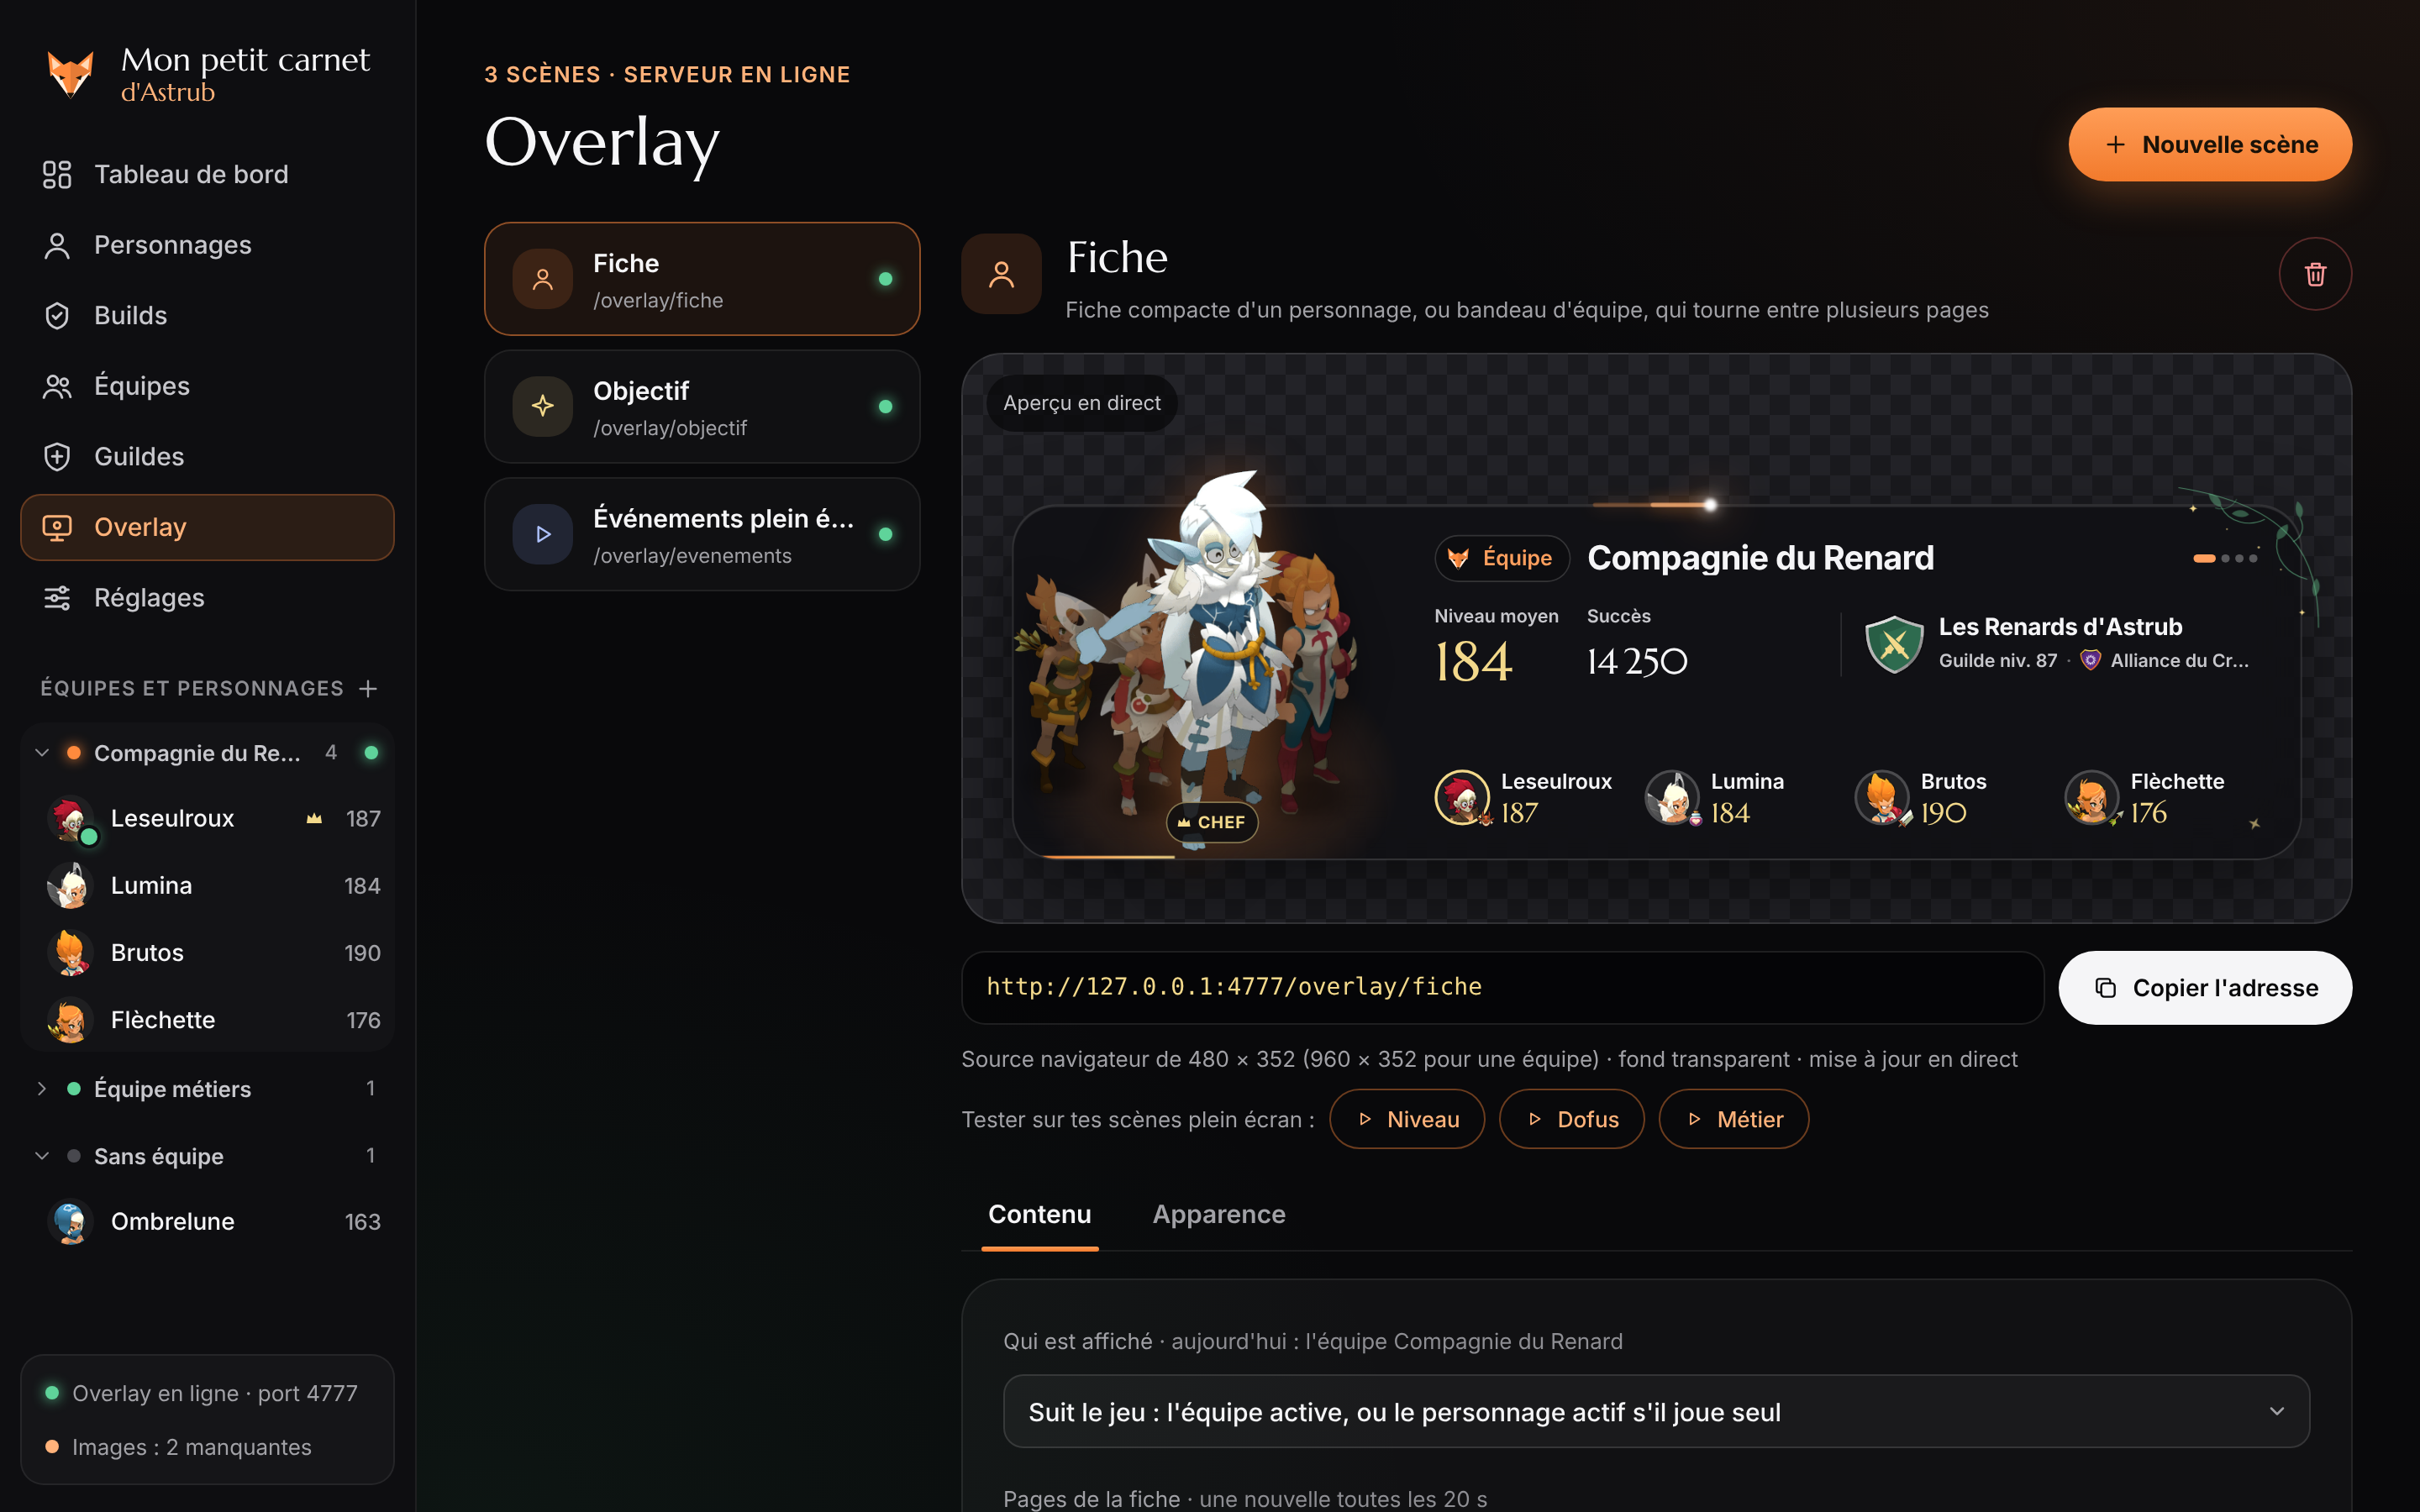 Mon petit carnet
d'Astrub
Tableau de bord
Personnages
Builds
Équipes
Guildes
Overlay
Réglages
ÉQUIPES ET PERSONNAGES
Compagnie du Re... 4
Leseulroux 187
Lumina 184
Brutos 190
Flèchette 176
Équipe métiers 1
Sans équipe 1
Ombrelune 163
Overlay en ligne · port 4777
Images : 2 manquantes
3 SCÈNES · SERVEUR EN LIGNE
Overlay
Nouvelle scène
Fiche
/overlay/fiche
Objectif
/overlay/objectif
Événements plein é...
/overlay/evenements
Fiche
Fiche compacte d'un personnage, ou bandeau d'équipe, qui tourne entre plusieurs pages
Aperçu en direct
Équipe Compagnie du Renard
Niveau moyen Succès
184 14 250
Les Renards d'Astrub
Guilde niv. 87 · Alliance du Cr...
CHEF
Leseulroux
187
Lumina
184
Brutos
190
Flèchette
176
http://127.0.0.1:4777/overlay/fiche
Copier l'adresse
Source navigateur de 480 × 352 (960 × 352 pour une équipe) · fond transparent · mise à jour en direct
Tester sur tes scènes plein écran : Niveau Dofus Métier
Contenu Apparence
Qui est affiché · aujourd'hui : l'équipe Compagnie du Renard
Suit le jeu : l'équipe active, ou le personnage actif s'il joue seul
Pages de la fiche · une nouvelle toutes les 20 s